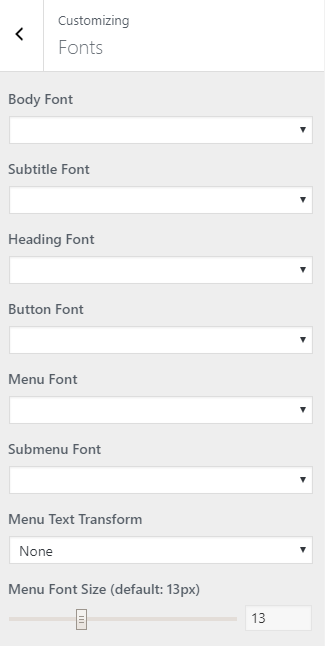 Customizing
Fonts
Body Font
Subtitle Font
Heading Font
Button Font
Menu Font
Submenu Font
Menu Text Transform
None
Menu Font Size (default: 13px)
13